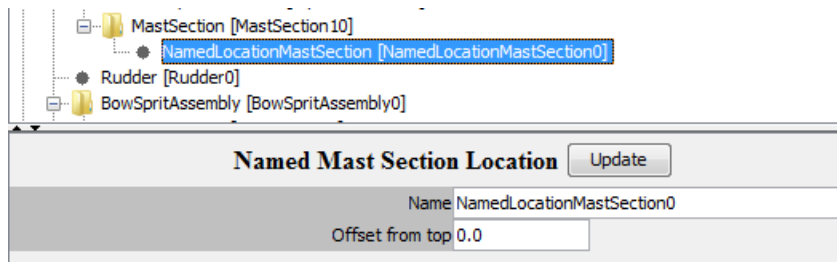 MastSection [MastSection10]
NamedLocationMastSection [NamedLocationMastSection0]
Rudder [Rudder0]
BowSpritAssembly [BowSpritAssembly0]
Named Mast Section Location Update
Name NamedLocationMastSection0
Offset from top 0.0